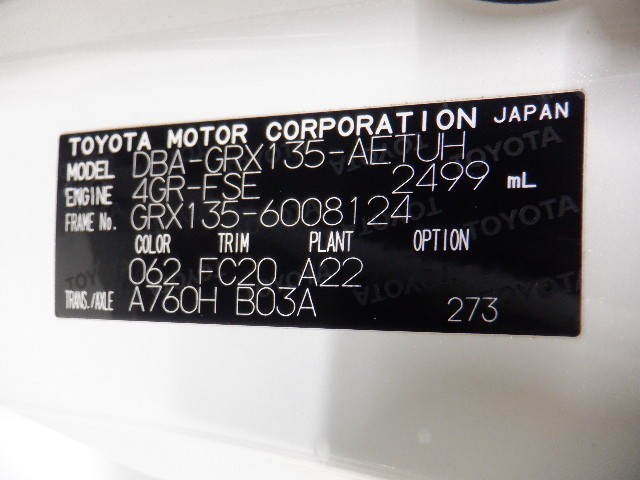 TOYOTA MOTOR CORPORATION JAPAN
MODEL DBA-GRX135-AETUH
ENGINE 4GR-FSE 2499 mL
FRAME No. GRX135-6008124
COLOR TRIM PLANT OPTION
062 FC20 A22
TRANS./AXLE A760H B03A 273